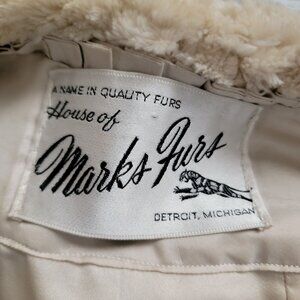 A NAME IN QUALITY FURS
House of
Marks Furs
DETROIT, MICHIGAN